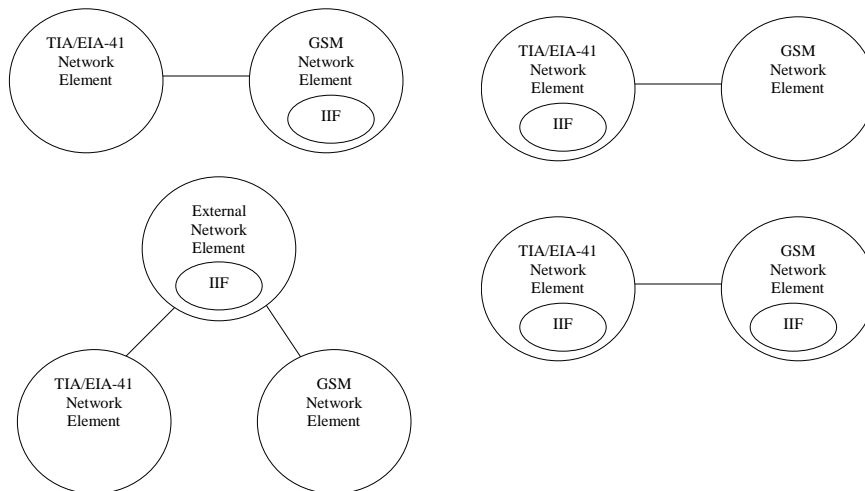 TIA/EIA-41
Network
Element
GSM
Network
Element
IIF
TIA/EIA-41
Network
Element
IIF
GSM
Network
Element
External
Network
Element
IIF
TIA/EIA-41
Network
Element
GSM
Network
Element
TIA/EIA-41
Network
Element
IIF
GSM
Network
Element
IIF